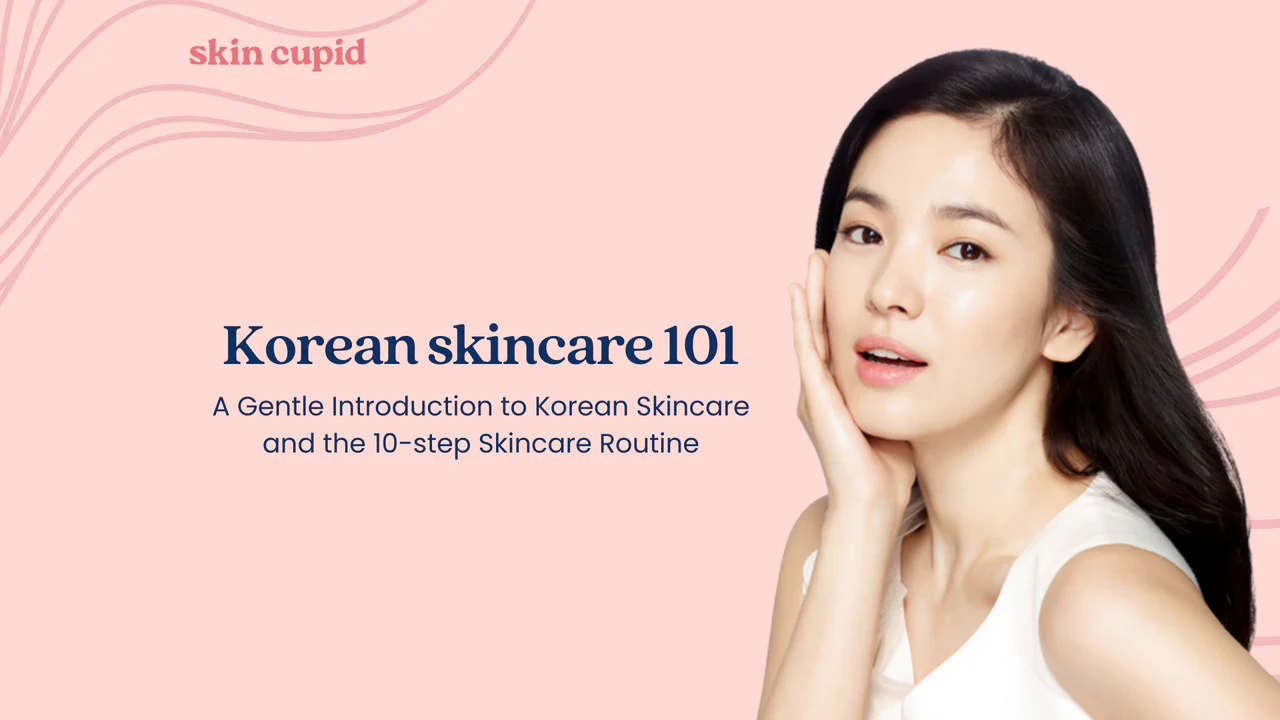 skin cupid
Korean skincare 101
A Gentle Introduction to Korean Skincare
and the 10-step Skincare Routine